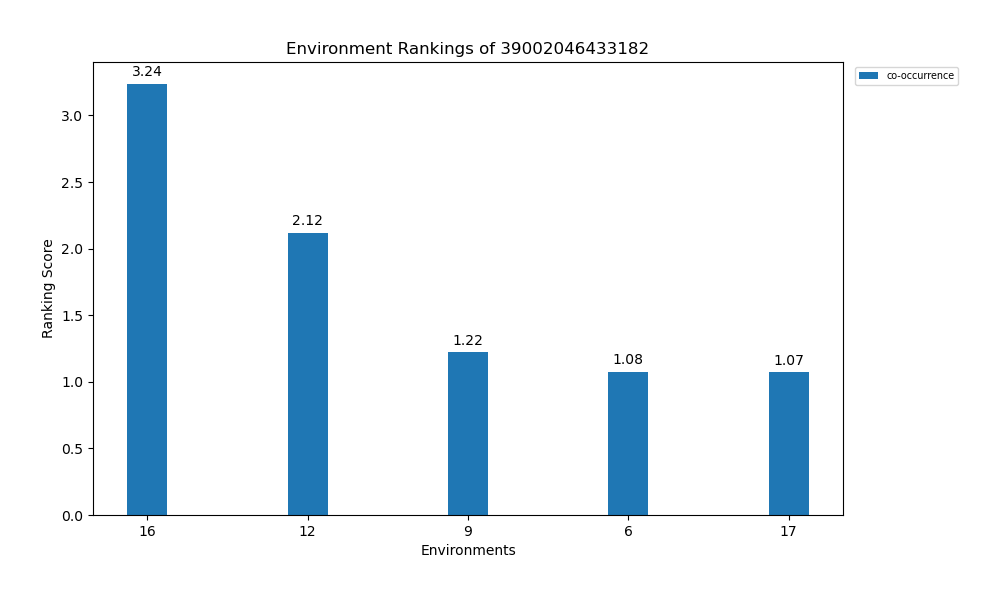 Environment Rankings of 39002046433182
co-occurrence
3.24
2.12
1.22
1.08
1.07
Ranking Score
3.0
2.5
2.0
1.5
1.0
0.5
0.0
16 12 9 6 17
Environments